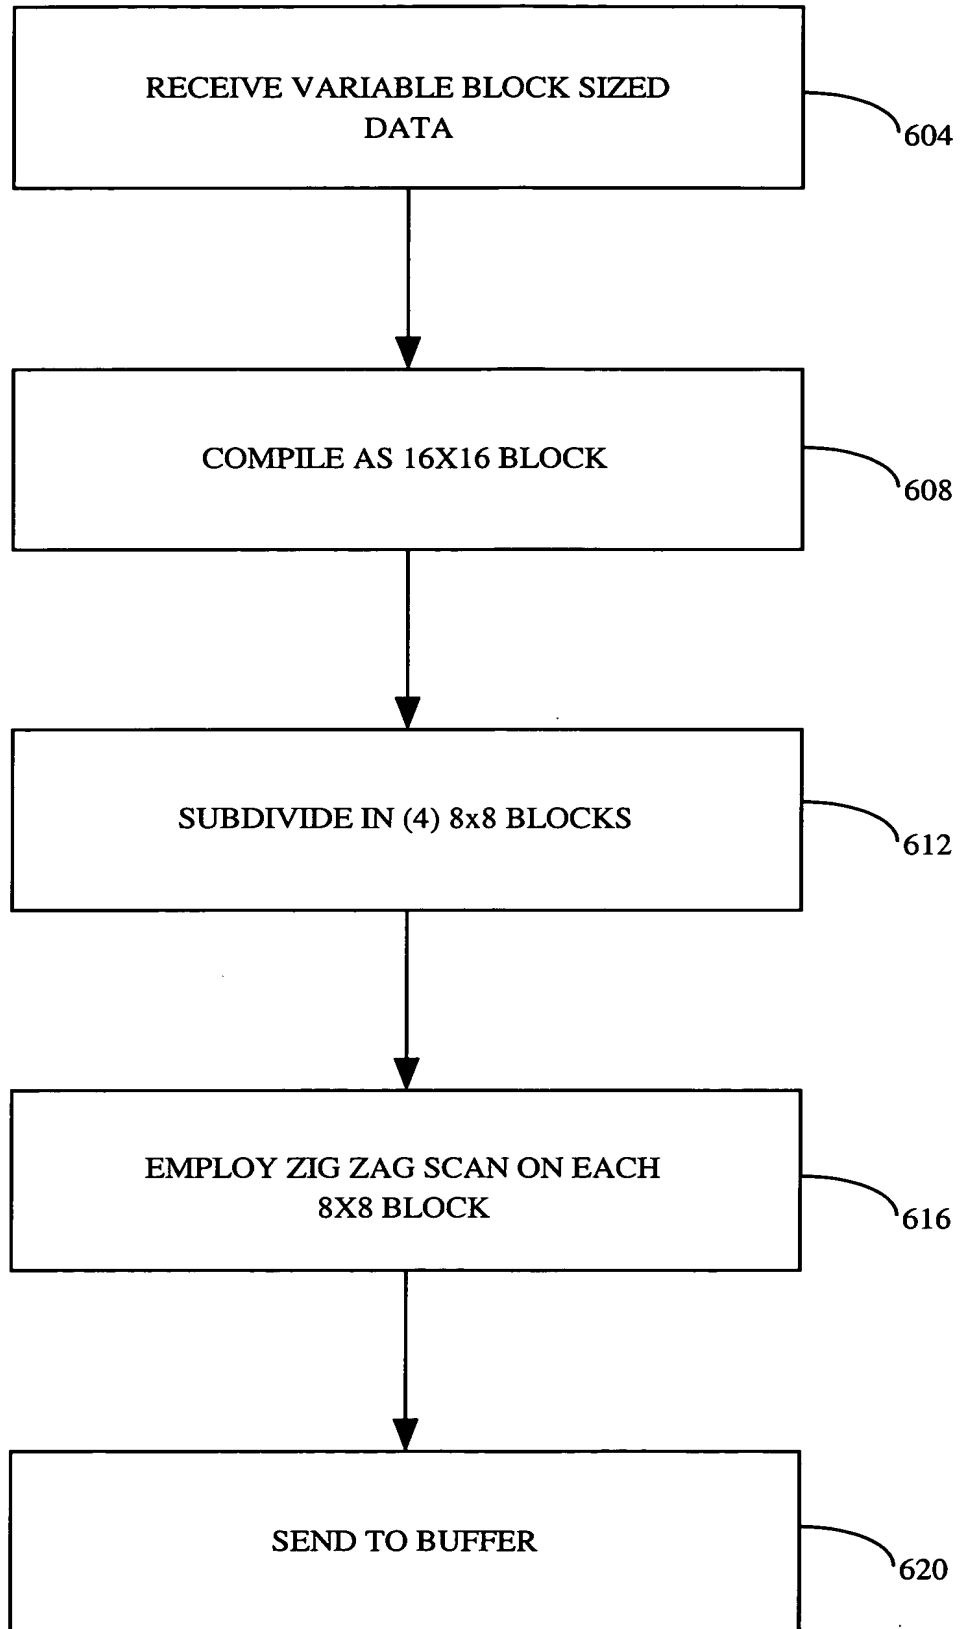 RECEIVE VARIABLE BLOCK SIZED
DATA
604
COMPILE AS 16X16 BLOCK
608
SUBDIVIDE IN (4) 8x8 BLOCKS
612
EMPLOY ZIG ZAG SCAN ON EACH
8X8 BLOCK
616
SEND TO BUFFER
620